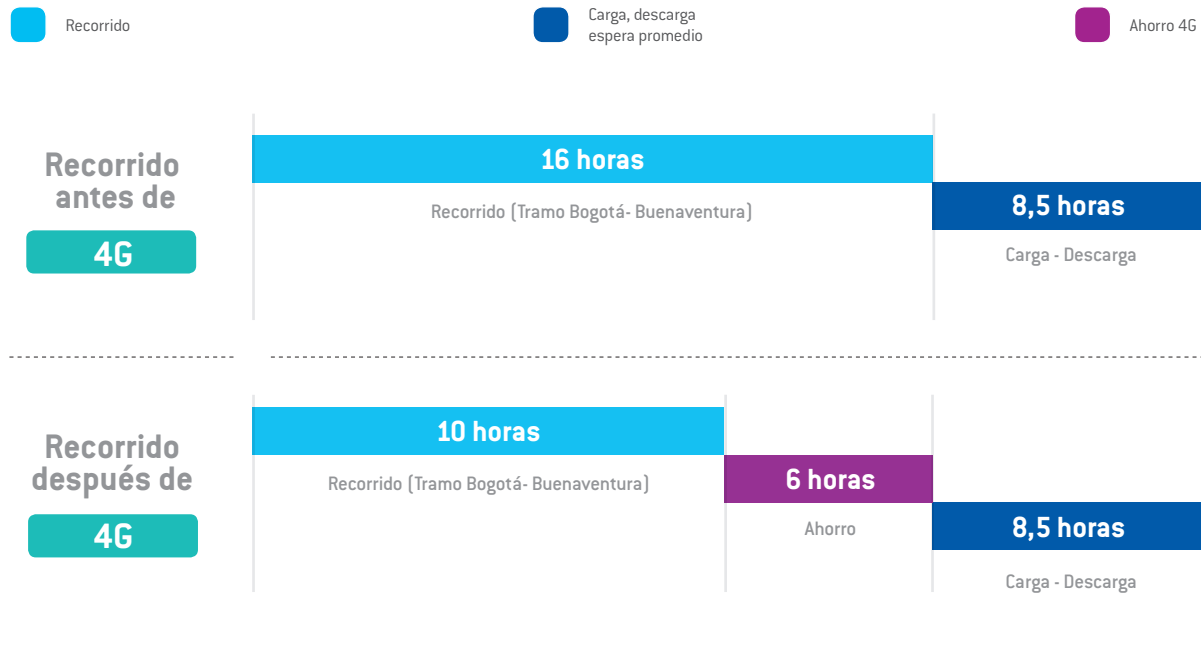 Recorrido
Carga, descarga
espera promedio
Ahorro 4G
Recorrido
antes de
4G
16 horas
Recorrido (Tramo Bogotá- Buenaventura)
8,5 horas
Carga - Descarga
Recorrido
después de
4G
10 horas
Recorrido (Tramo Bogotá- Buenaventura)
6 horas
Ahorro
8,5 horas
Carga - Descarga